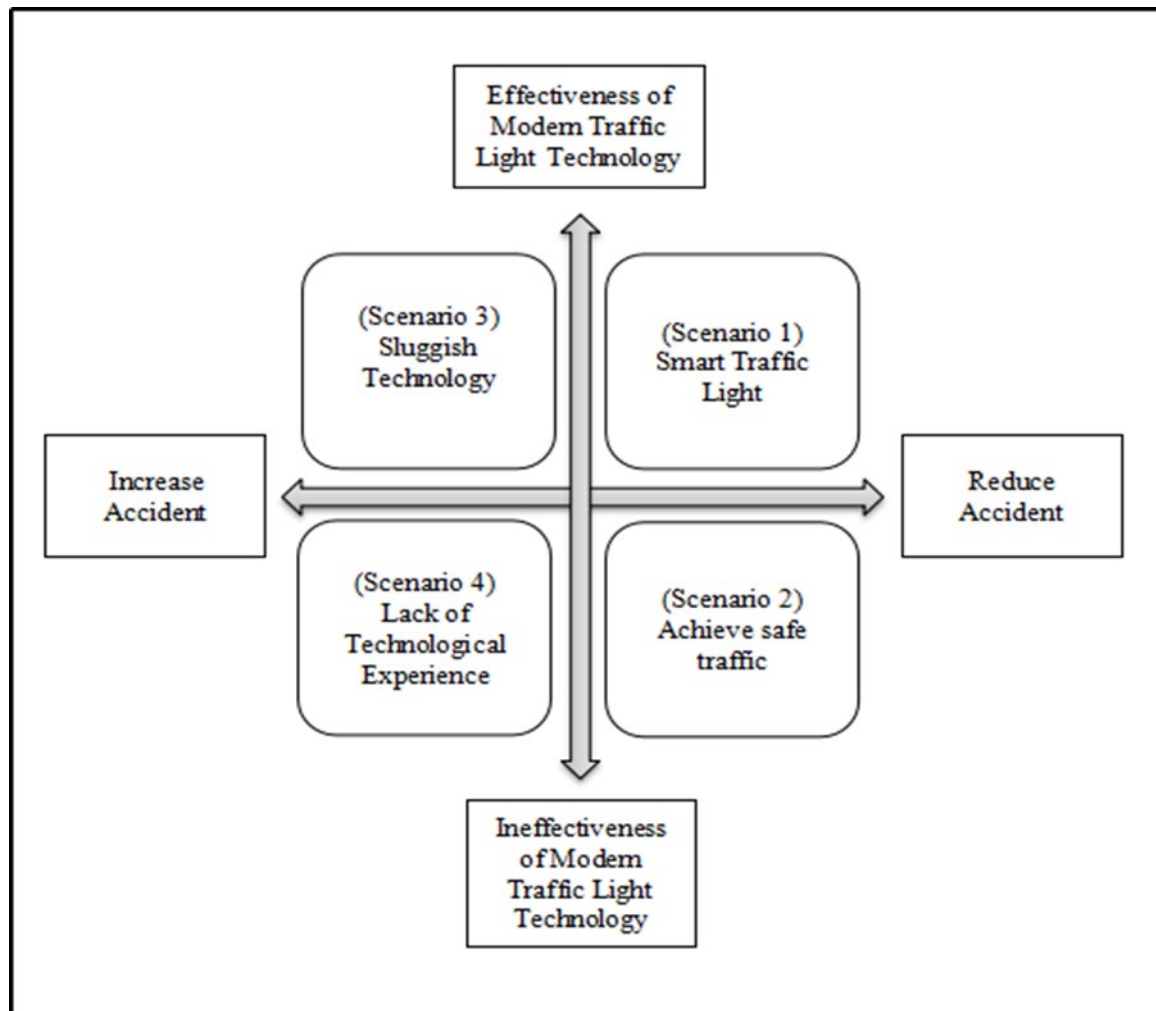 Effectiveness of
Modern Traffic
Light Technology
(Scenario 3)
Sluggish
Technology
(Scenario 1)
Smart Traffic
Light
Increase
Accident
Reduce
Accident
(Scenario 4)
Lack of
Technological
Experience
(Scenario 2)
Achieve safe
traffic
Ineffectiveness
of Modern
Traffic Light
Technology